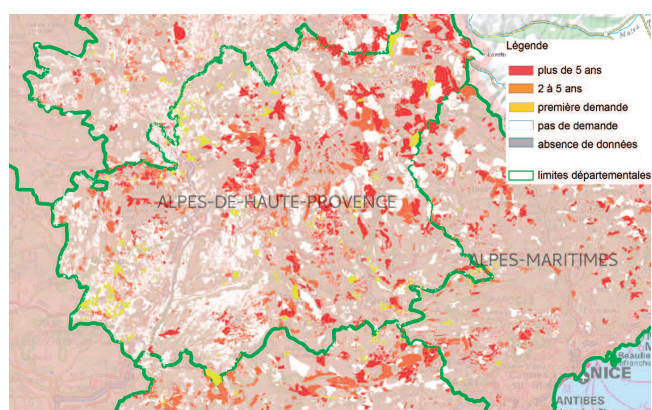 Légende
plus de 5 ans
2 à 5 ans
première demande
pas de demande
absence de données
limites départementales
ALPES-DE-HAUTE-PROVENCE
ALPES-MARITIMES
NICE
ANTIBES